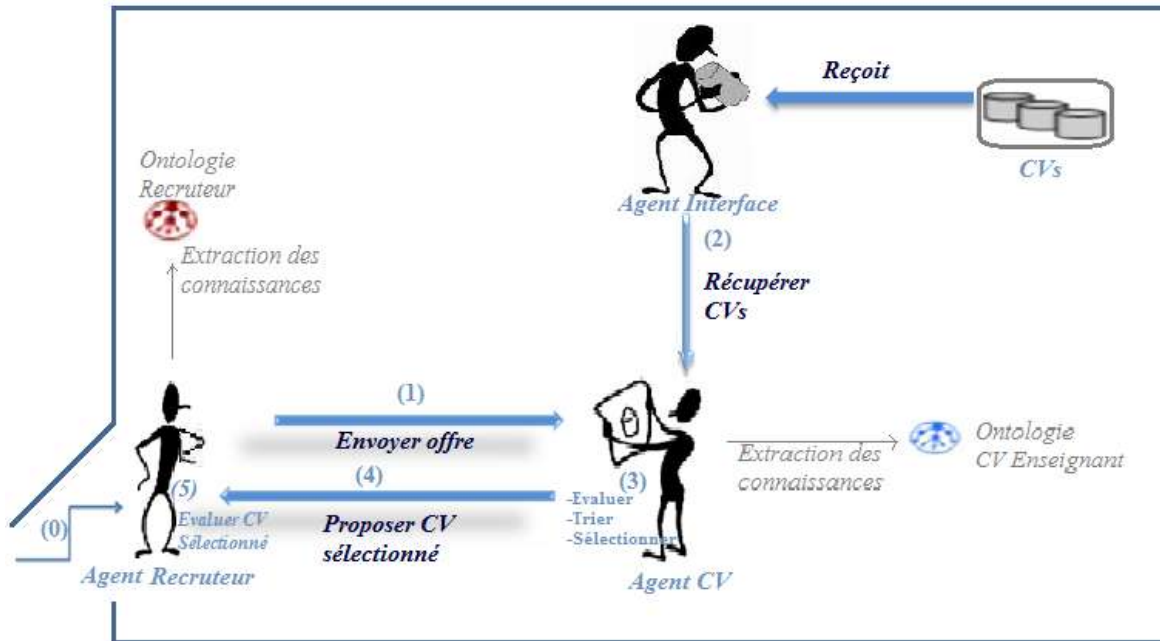 Reçoit
CVs
Agent Interface
(2)
Récupérer
CVs
Ontologie
Recruteur
Extraction des
connaissances
(1)
Envoyer offre
(4)
Proposer CV
sélectionné
(0)
(5)
Evaluer CV
Sélectionné
Agent Recruteur
(3)
-Evaluer
-Trier
-Sélectionner
Agent CV
Extraction des
connaissances
Ontologie
CV Enseignant